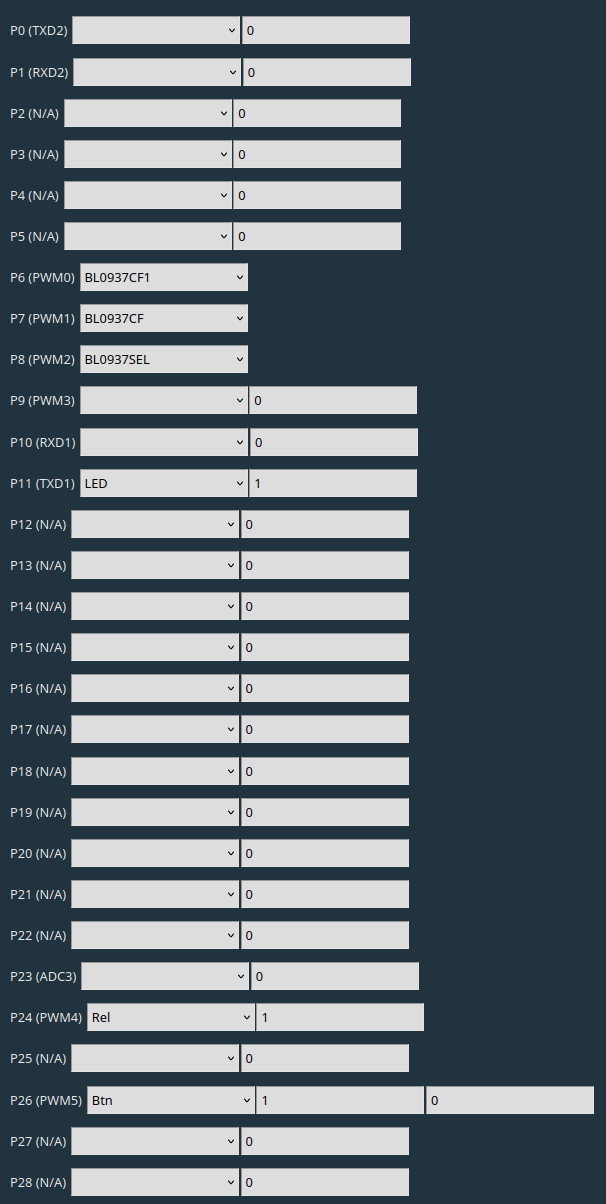 P0 (TXD2) 0
P1 (RXD2) 0
P2 (N/A) 0
P3 (N/A) 0
P4 (N/A) 0
P5 (N/A) 0
P6 (PWM0) BL0937CF1
P7 (PWM1) BL0937CF
P8 (PWM2) BL0937SEL
P9 (PWM3) 0
P10 (RXD1) 0
P11 (TXD1) LED 1
P12 (N/A) 0
P13 (N/A) 0
P14 (N/A) 0
P15 (N/A) 0
P16 (N/A) 0
P17 (N/A) 0
P18 (N/A) 0
P19 (N/A) 0
P20 (N/A) 0
P21 (N/A) 0
P22 (N/A) 0
P23 (ADC3) 0
P24 (PWM4) Rel 1
P25 (N/A) 0
P26 (PWM5) Btn 1 0
P27 (N/A) 0
P28 (N/A) 0